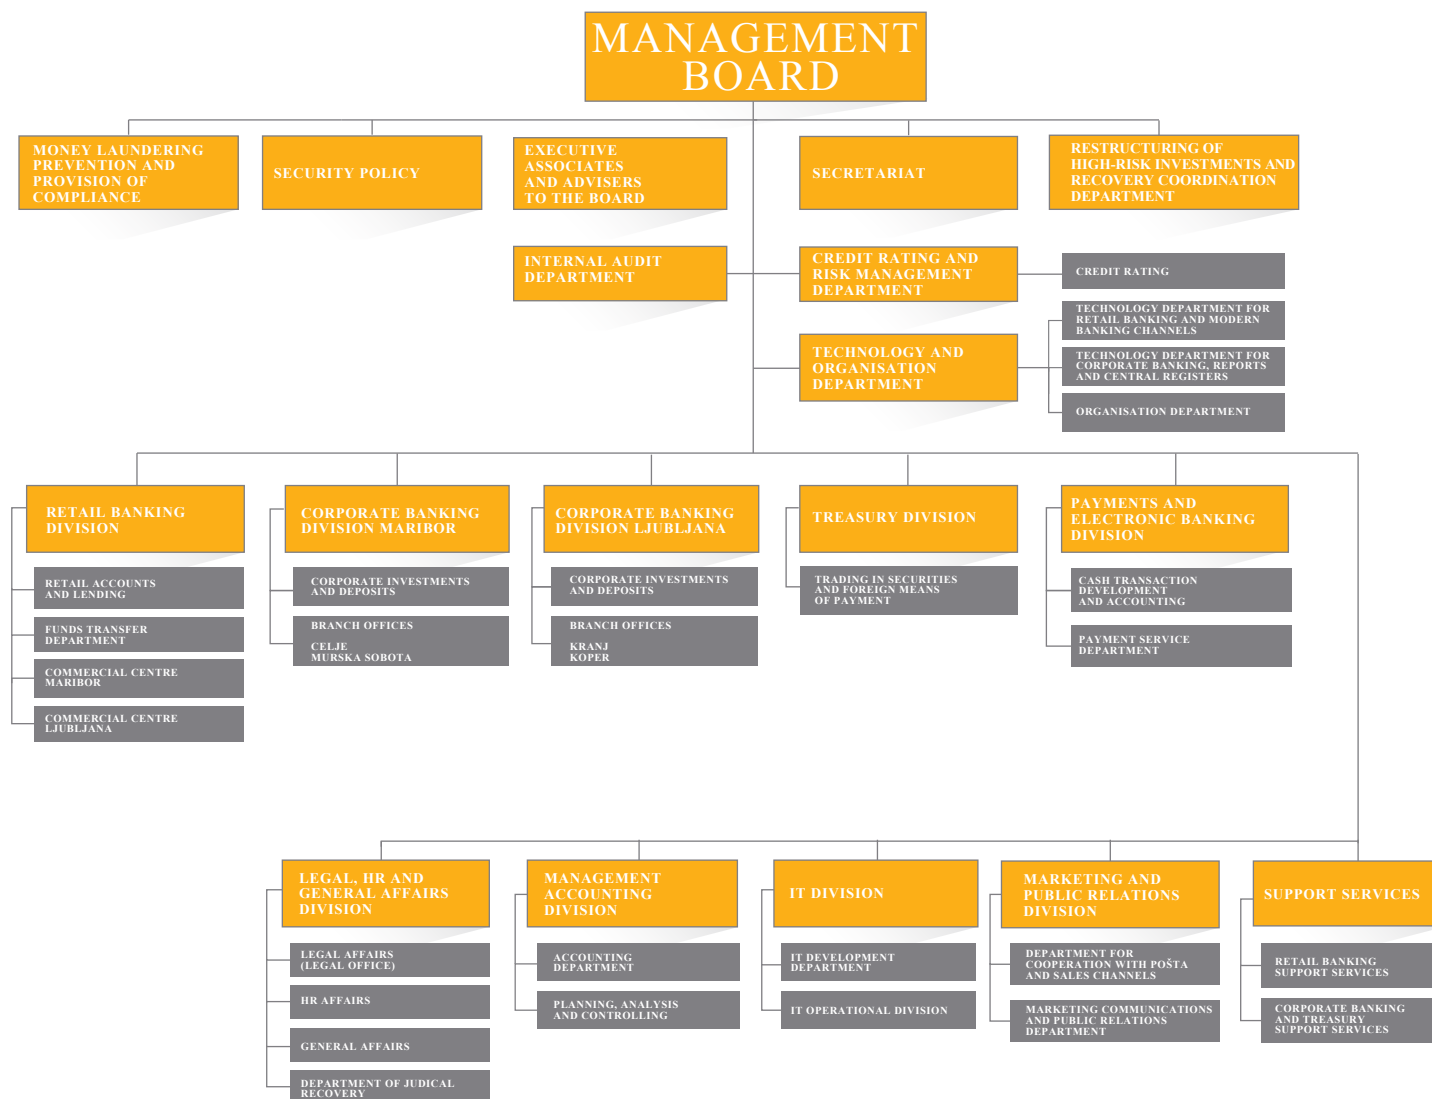 MANAGEMENT
BOARD
MONEY LAUNDERING
PREVENTION AND
PROVISION OF
COMPLIANCE
SECURITY POLICY
EXECUTIVE
ASSOCIATES
AND ADVISERS
TO THE BOARD
SECRETARIAT
RESTRUCTURING OF
HIGH-RISK INVESTMENTS AND
RECOVERY COORDINATION
DEPARTMENT
INTERNAL AUDIT
DEPARTMENT
CREDIT RATING AND
RISK MANAGEMENT
DEPARTMENT
CREDIT RATING
TECHNOLOGY AND
ORGANISATION
DEPARTMENT
TECHNOLOGY DEPARTMENT FOR
RETAIL BANKING AND MODERN
BANKING CHANNELS
TECHNOLOGY DEPARTMENT FOR
CORPORATE BANKING, REPORTS
AND CENTRAL REGISTERS
ORGANISATION DEPARTMENT
RETAIL BANKING
DIVISION
RETAIL ACCOUNTS
AND LENDING
FUNDS TRANSFER
DEPARTMENT
COMMERCIAL CENTRE
MARIBOR
COMMERCIAL CENTRE
LJUBLJANA
CORPORATE BANKING
DIVISION MARIBOR
CORPORATE INVESTMENTS
AND DEPOSITS
BRANCH OFFICES
CELJE
MURSKA SOBOTA
CORPORATE BANKING
DIVISION LJUBLJANA
CORPORATE INVESTMENTS
AND DEPOSITS
BRANCH OFFICES
KRANJ
KOPER
TREASURY DIVISION
TRADING IN SECURITIES
AND FOREIGN MEANS
OF PAYMENT
PAYMENTS AND
ELECTRONIC BANKING
DIVISION
CASH TRANSACTION
DEVELOPMENT
AND ACCOUNTING
PAYMENT SERVICE
DEPARTMENT
LEGAL, HR AND
GENERAL AFFAIRS
DIVISION
LEGAL AFFAIRS
(LEGAL OFFICE)
HR AFFAIRS
GENERAL AFFAIRS
DEPARTMENT OF JUDICAL
RECOVERY
MANAGEMENT
ACCOUNTING
DIVISION
ACCOUNTING
DEPARTMENT
PLANNING, ANALYSIS
AND CONTROLLING
IT DIVISION
IT DEVELOPMENT
DEPARTMENT
IT OPERATIONAL DIVISION
MARKETING AND
PUBLIC RELATIONS
DIVISION
DEPARTMENT FOR
COOPERATION WITH POŠTA
AND SALES CHANNELS
MARKETING COMMUNICATIONS
AND PUBLIC RELATIONS
DEPARTMENT
SUPPORT SERVICES
RETAIL BANKING
SUPPORT SERVICES
CORPORATE BANKING
AND TREASURY
SUPPORT SERVICES